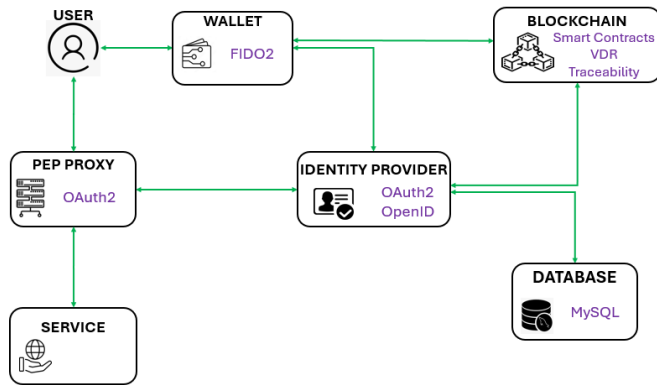 USER
WALLET
FIDO2
BLOCKCHAIN
Smart Contracts
VDR
Traceability
PEP PROXY
OAuth2
IDENTITY PROVIDER
OAuth2
OpenID
DATABASE
MySQL
SERVICE